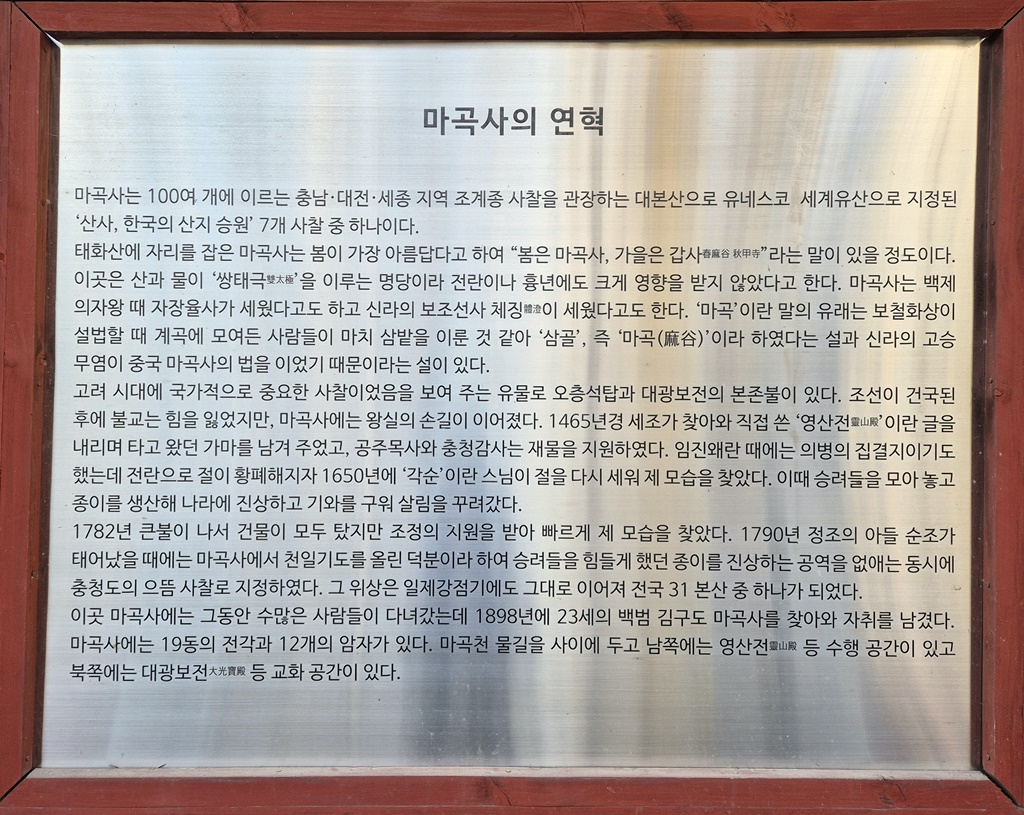 마곡사의 연혁
마곡사는 100여 개에 이르는 충남·대전·세종 지역 조계종 사찰을 관장하는 대본산으로 유네스코 세계유산으로 지정된
‘산사, 한국의 산지 승원’ 7개 사찰 중 하나이다.
태화산에 자리를 잡은 마곡사는 봄이 가장 아름답다고 하여 “봄은 마곡사, 가을은 갑사春麻谷 秋甲寺”라는 말이 있을 정도이다.
이곳은 산과 물이 ‘쌍태극雙太極’을 이루는 명당이라 전란이나 흉년에도 크게 영향을 받지 않았다고 한다. 마곡사는 백제
의자왕 때 자장율사가 세웠다고도 하고 신라의 보조선사 체징體澄이 세웠다고도 한다. ‘마곡’이란 말의 유래는 보철화상이
설법할 때 계곡에 모여든 사람들이 마치 삼밭을 이룬 것 같아 ‘삼골’, 즉 ‘마곡(麻谷)’이라 하였다는 설과 신라의 고승
무염이 중국 마곡사의 법을 이었기 때문이라는 설이 있다.
고려 시대에 국가적으로 중요한 사찰이었음을 보여 주는 유물로 오층석탑과 대광보전의 본존불이 있다. 조선이 건국된
후에 불교는 힘을 잃었지만, 마곡사에는 왕실의 손길이 이어졌다. 1465년경 세조가 찾아와 직접 쓴 ‘영산전靈山殿’이란 글을
내리며 타고 왔던 가마를 남겨 주었고, 공주목사와 충청감사는 재물을 지원하였다. 임진왜란 때에는 의병의 집결지이기도
했는데 전란으로 절이 황폐해지자 1650년에 ‘각순’이란 스님이 절을 다시 세워 제 모습을 찾았다. 이때 승려들을 모아 놓고
종이를 생산해 나라에 진상하고 기와를 구워 살림을 꾸려갔다.
1782년 큰불이 나서 건물이 모두 탔지만 조정의 지원을 받아 빠르게 제 모습을 찾았다. 1790년 정조의 아들 순조가
태어났을 때에는 마곡사에서 천일기도를 올린 덕분이라 하여 승려들을 힘들게 했던 종이를 진상하는 공역을 없애는 동시에
충청도의 으뜸 사찰로 지정하였다. 그 위상은 일제강점기에도 그대로 이어져 전국 31 본산 중 하나가 되었다.
이곳 마곡사에는 그동안 수많은 사람들이 다녀갔는데 1898년에 23세의 백범 김구도 마곡사를 찾아와 자취를 남겼다.
마곡사에는 19동의 전각과 12개의 암자가 있다. 마곡천 물길을 사이에 두고 남쪽에는 영산전靈山殿 등 수행 공간이 있고
북쪽에는 대광보전大光寶殿 등 교화 공간이 있다.